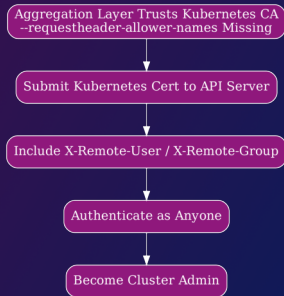 Aggregation Layer Trusts Kubernetes CA
--requestheader-allower-names Missing
Submit Kubernetes Cert to API Server
Include X-Remote-User / X-Remote-Group
Authenticate as Anyone
Become Cluster Admin